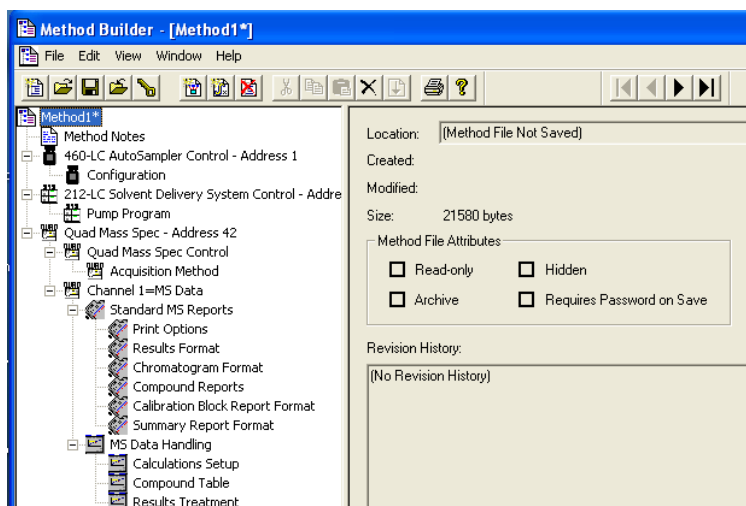 Method Builder - [Method1*]
File Edit View Window Help
Method1*
Method Notes
460-LC AutoSampler Control - Address 1
Configuration
212-LC Solvent Delivery System Control - Addre
Pump Program
Quad Mass Spec - Address 42
Quad Mass Spec Control
Acquisition Method
Channel 1=MS Data
Standard MS Reports
Print Options
Results Format
Chromatogram Format
Compound Reports
Calibration Block Report Format
Summary Report Format
MS Data Handling
Calculations Setup
Compound Table
Results Treatment
Location: (Method File Not Saved)
Created:
Modified:
Size: 21580 bytes
Method File Attributes
Read-only Hidden
Archive Requires Password on Save
Revision History:
(No Revision History)